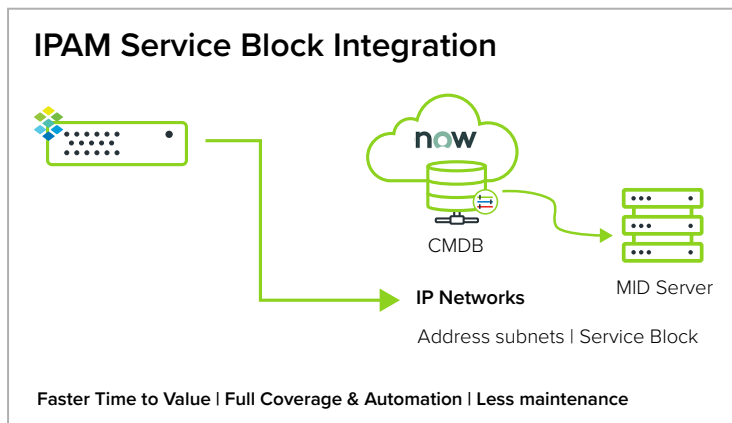 IPAM Service Block Integration
now
CMDB
MID Server
IP Networks
Address subnets | Service Block
Faster Time to Value | Full Coverage & Automation | Less maintenance